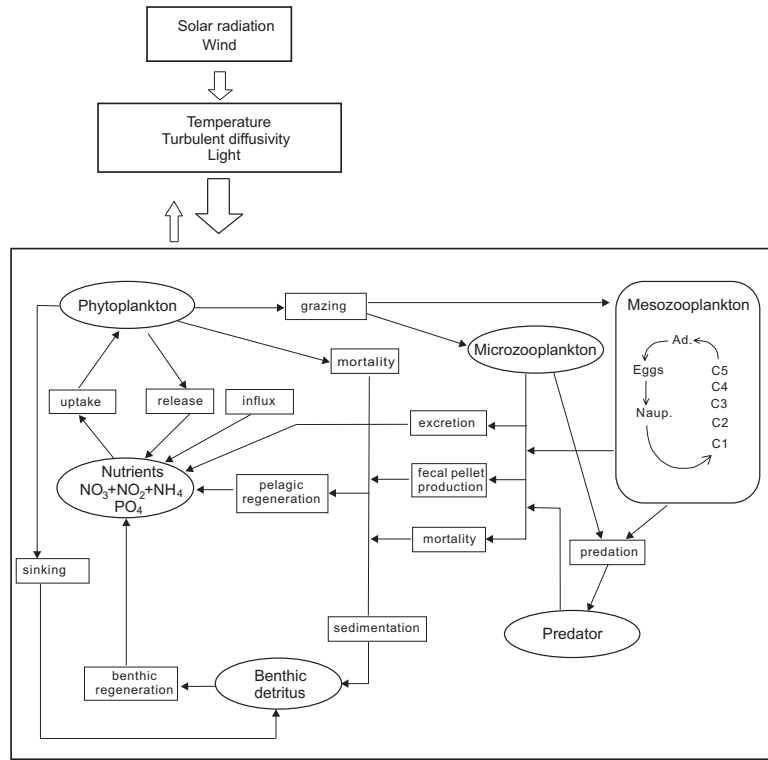 Solar radiation
Wind
Temperature
Turbulent diffusivity
Light
Phytoplankton
grazing
Mesozooplankton
Microzooplankton
mortality
Ad.
Eggs
C5
C4
C3
C2
C1
Naup.
uptake
release
influx
excretion
Nutrients
NO₃+NO₂+NH₄
PO₄
pelagic
regeneration
fecal pellet
production
mortality
predation
sinking
sedimentation
Predator
benthic
regeneration
Benthic
detritus